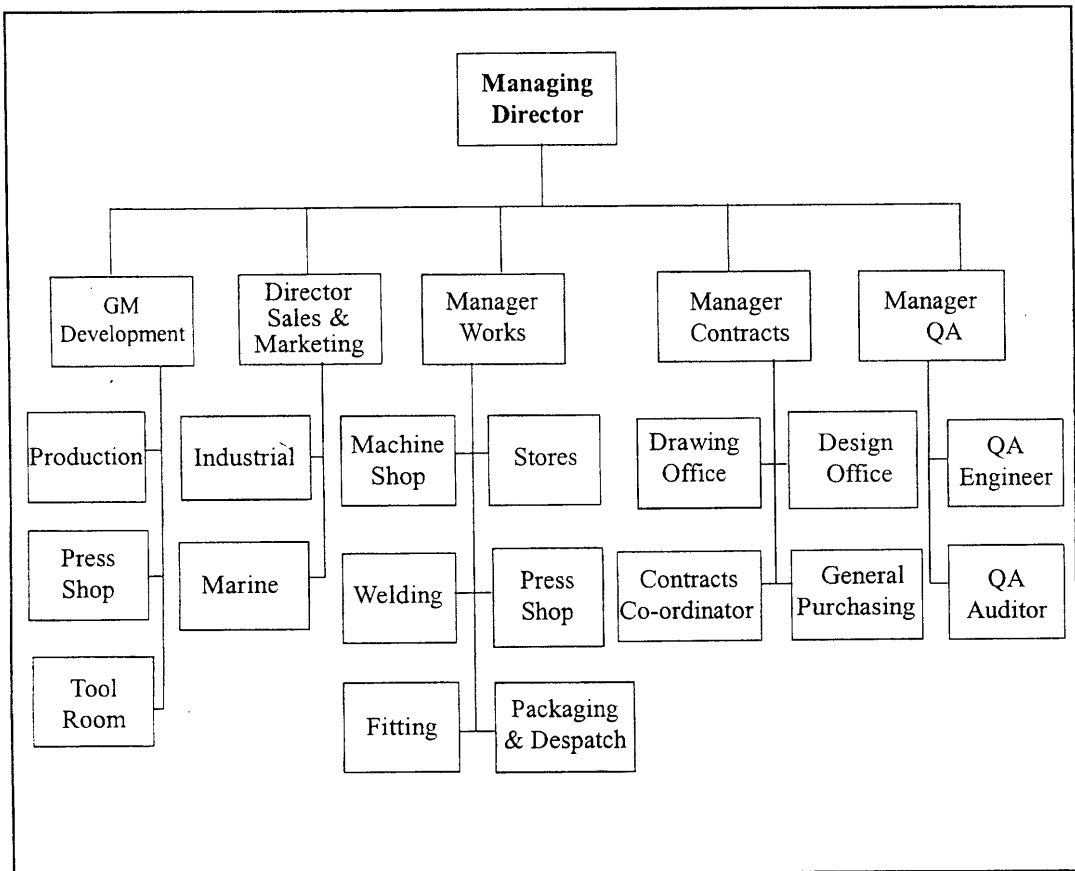 Managing
Director
GM
Development
Director
Sales &
Marketing
Manager
Works
Manager
Contracts
Manager
QA
Production
Press
Shop
Tool
Room
Industrial
Marine
Machine
Shop
Stores
Welding
Press
Shop
Fitting
Packaging
& Despatch
Drawing
Office
Design
Office
Contracts
Co-ordinator
General
Purchasing
QA
Engineer
QA
Auditor